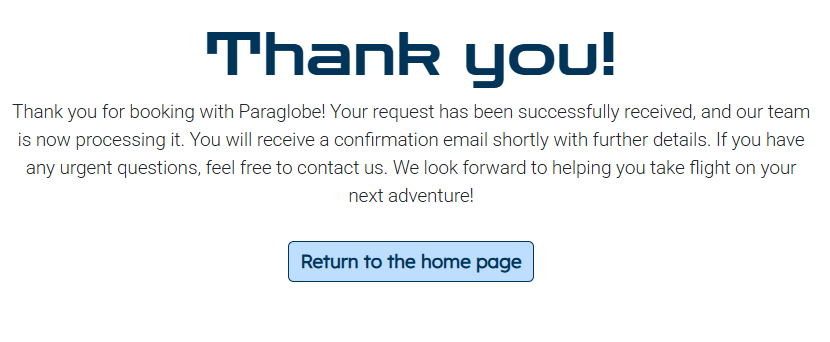 Thank you!
Thank you for booking with Paraglobe! Your request has been successfully received, and our team
is now processing it. You will receive a confirmation email shortly with further details. If you have
any urgent questions, feel free to contact us. We look forward to helping you take flight on your
next adventure!
Return to the home page